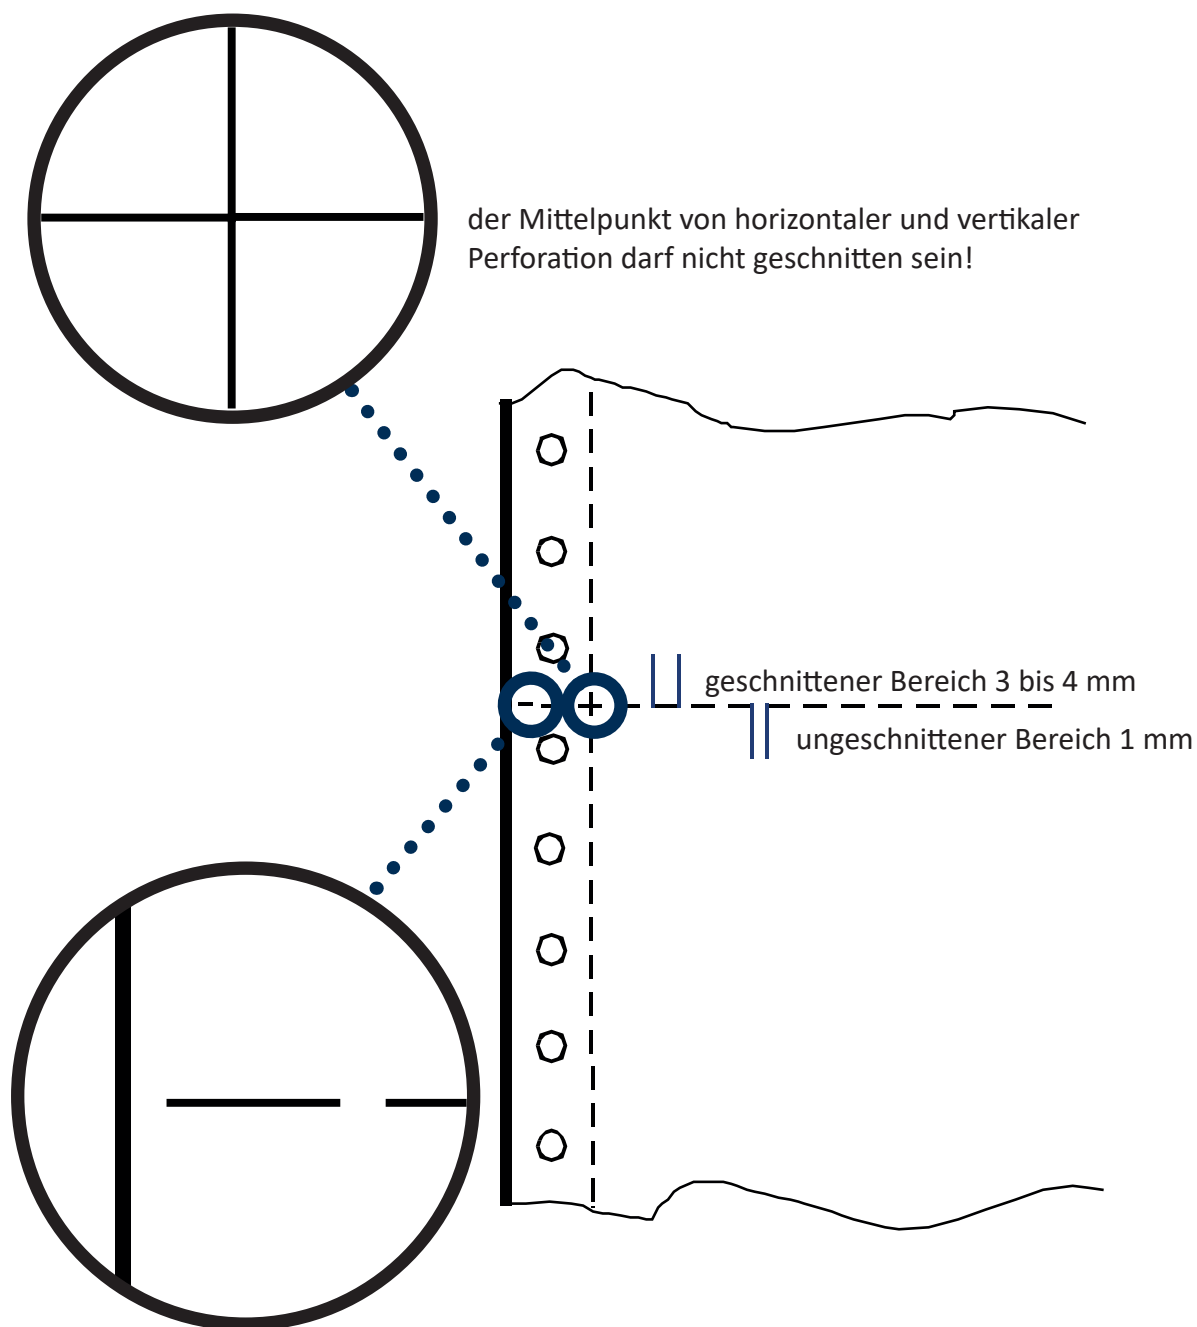 der Mittelpunkt von horizontaler und vertikaler
Perforation darf nicht geschnitten sein!
geschnittener Bereich 3 bis 4 mm
ungeschnittener Bereich 1 mm